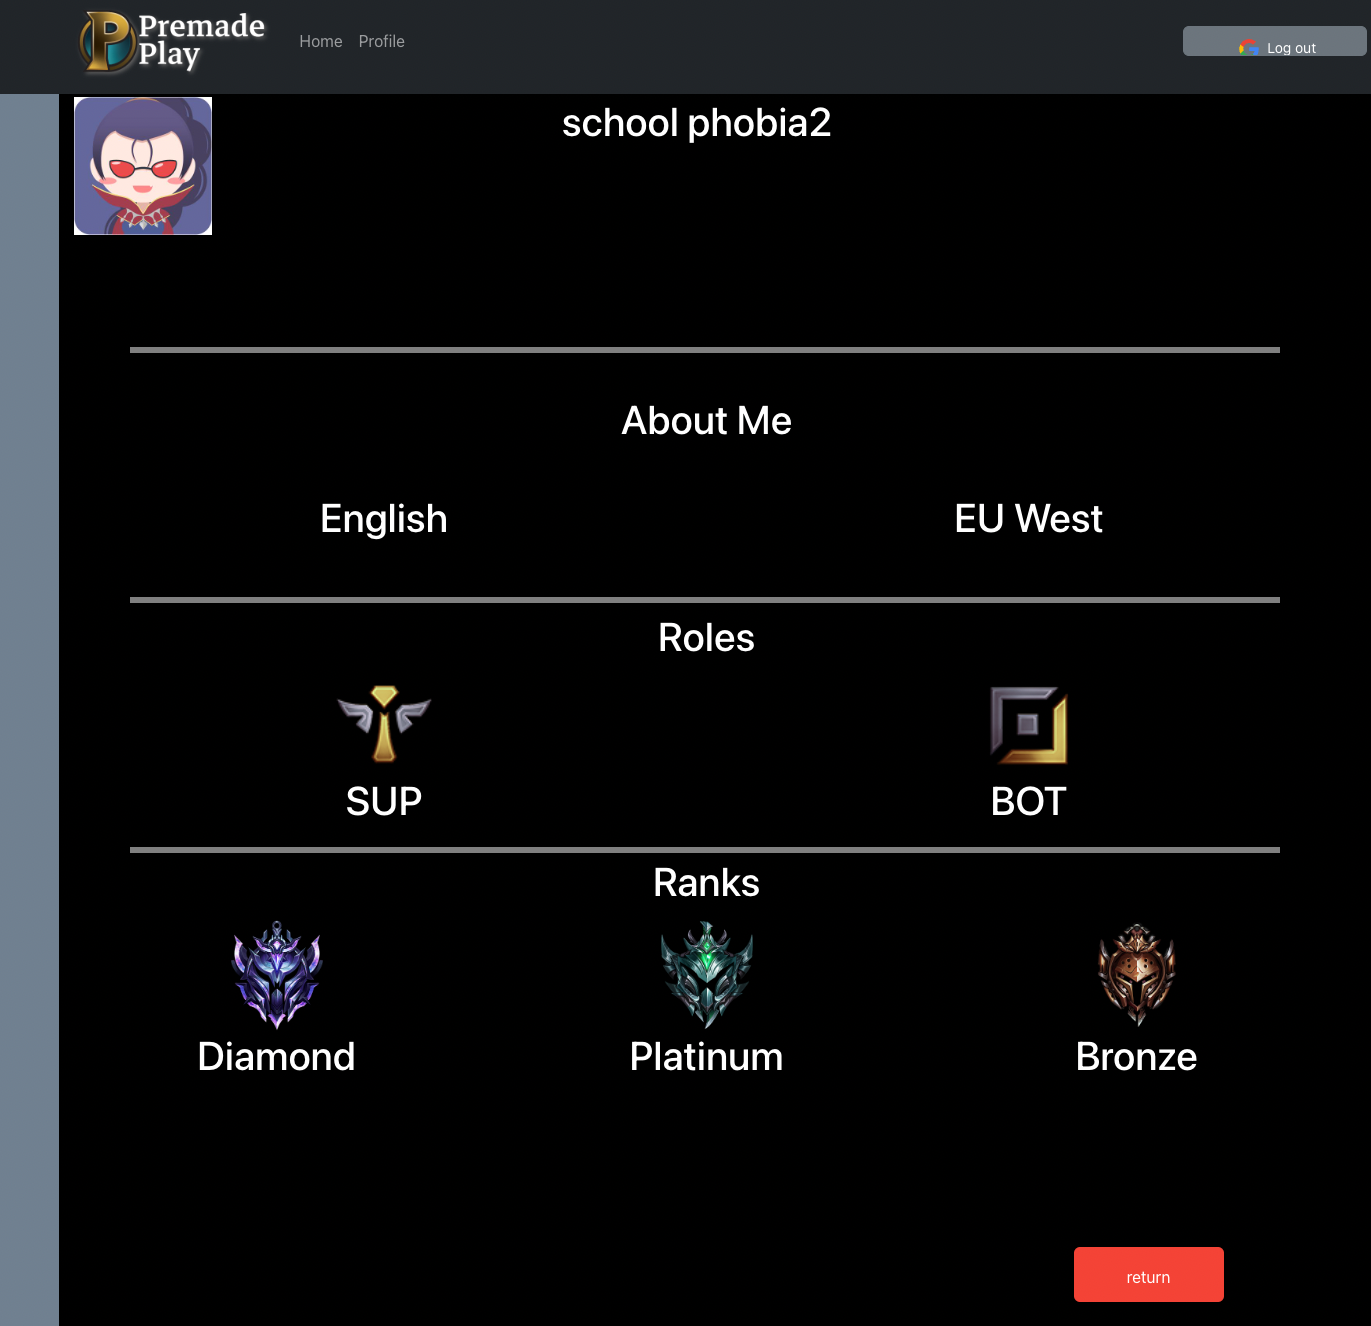 Premade
Play
Home Profile
Log out
school phobia2
About Me
English EU West
Roles
SUP BOT
Ranks
Diamond Platinum Bronze
return